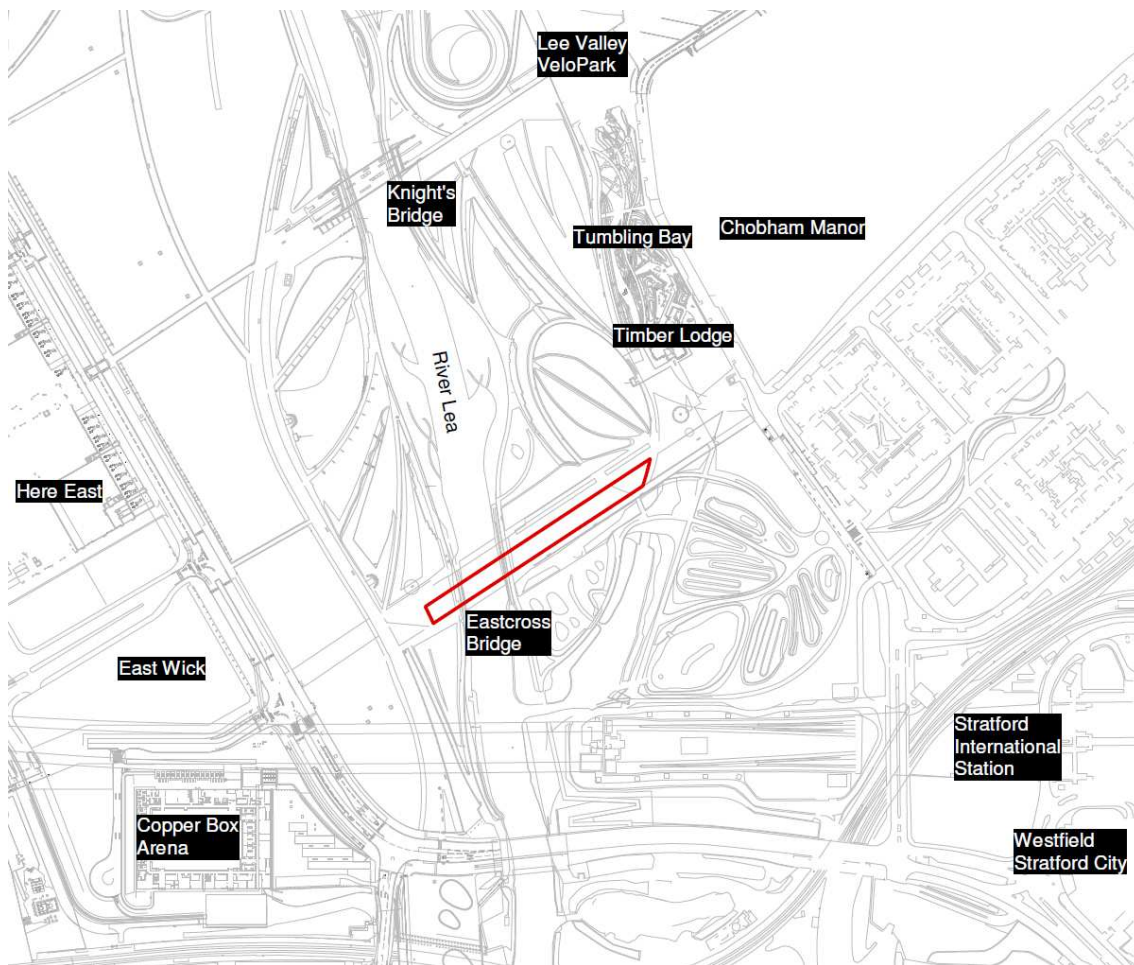 Lee Valley
VeloPark
Knight's
Bridge
Tumbling Bay
Chobham Manor
Timber Lodge
River Lea
Here East
Eastcross
Bridge
East Wick
Stratford
International
Station
Copper Box
Arena
Westfield
Stratford City